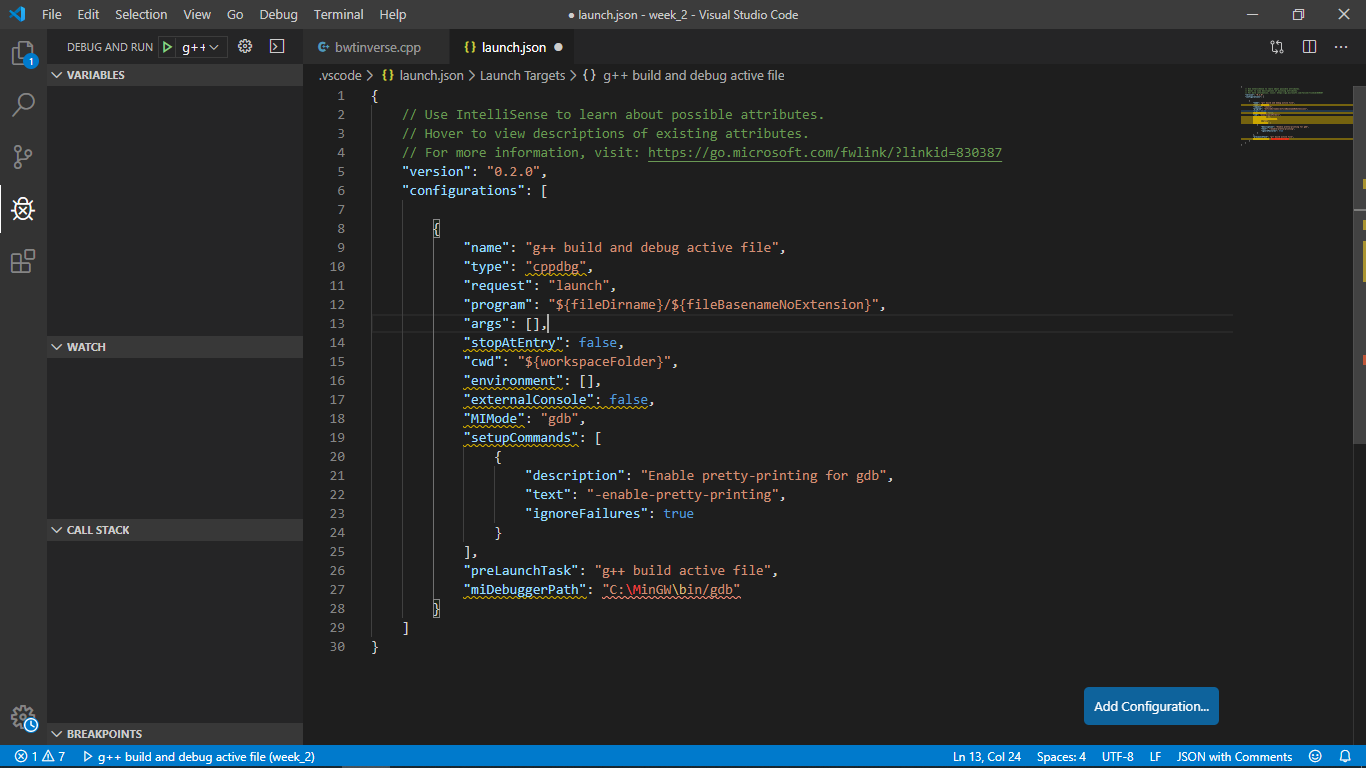 File Edit Selection View Go Debug Terminal Help
● launch.json - week_2 - Visual Studio Code
DEBUG AND RUN g++
bwtinverse.cpp
{} launch.json ●
1
.vscode > {} launch.json > Launch Targets > {} g++ build and debug active file
VARIABLES
WATCH
CALL STACK
BREAKPOINTS
1 {
2 // Use IntelliSense to learn about possible attributes.
3 // Hover to view descriptions of existing attributes.
4 // For more information, visit: https://go.microsoft.com/fwlink/?linkid=830387
5 "version": "0.2.0",
6 "configurations": [
7
8 {
9 "name": "g++ build and debug active file",
10 "type": "cppdbg",
11 "request": "launch",
12 "program": "${fileDirname}/${fileBasenameNoExtension}",
13 "args": [],
14 "stopAtEntry": false,
15 "cwd": "${workspaceFolder}",
16 "environment": [],
17 "externalConsole": false,
18 "MIMode": "gdb",
19 "setupCommands": [
20 {
21 "description": "Enable pretty-printing for gdb",
22 "text": "-enable-pretty-printing",
23 "ignoreFailures": true
24 }
25 ],
26 "preLaunchTask": "g++ build active file",
27 "miDebuggerPath": "C:\MinGW\bin/gdb"
28 }
29 ]
30 }
Add Configuration...
1 7 g++ build and debug active file (week_2)
Ln 13, Col 24 Spaces: 4 UTF-8 LF JSON with Comments